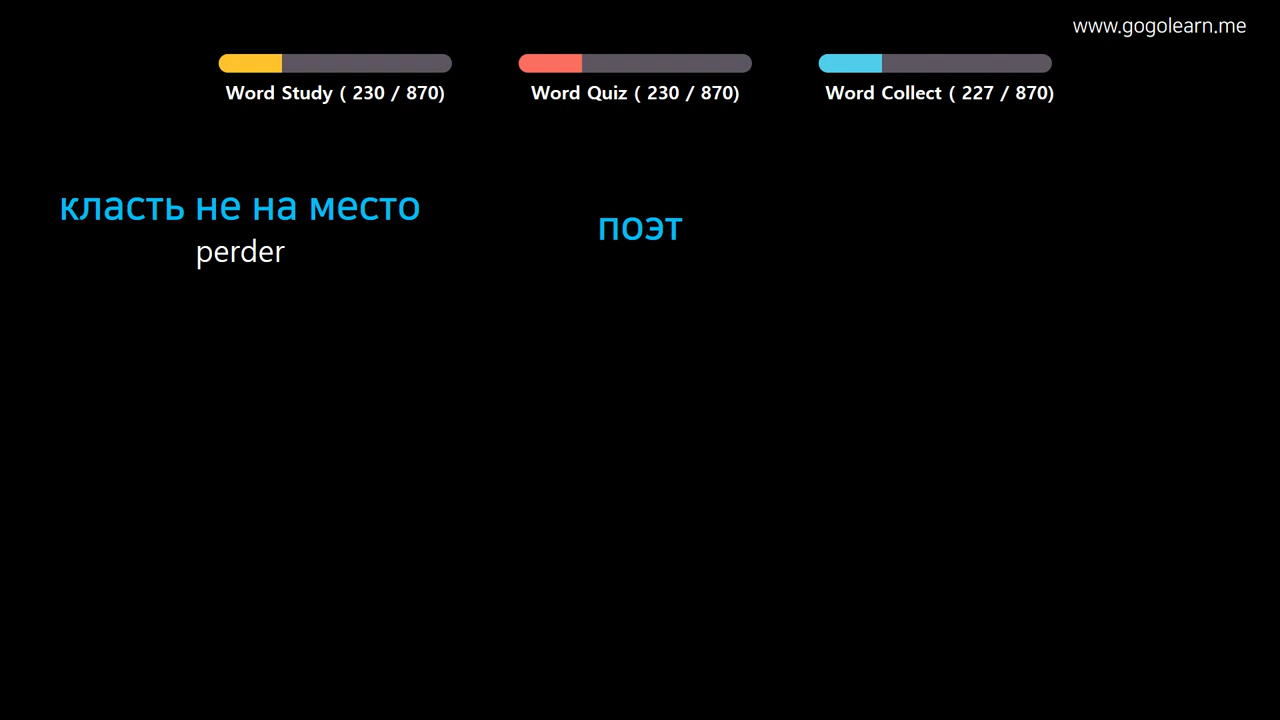 www.gogolearn.me
Word Study ( 230 / 870)
Word Quiz ( 230 / 870)
Word Collect ( 227 / 870)
класть не на место
perder
поэт